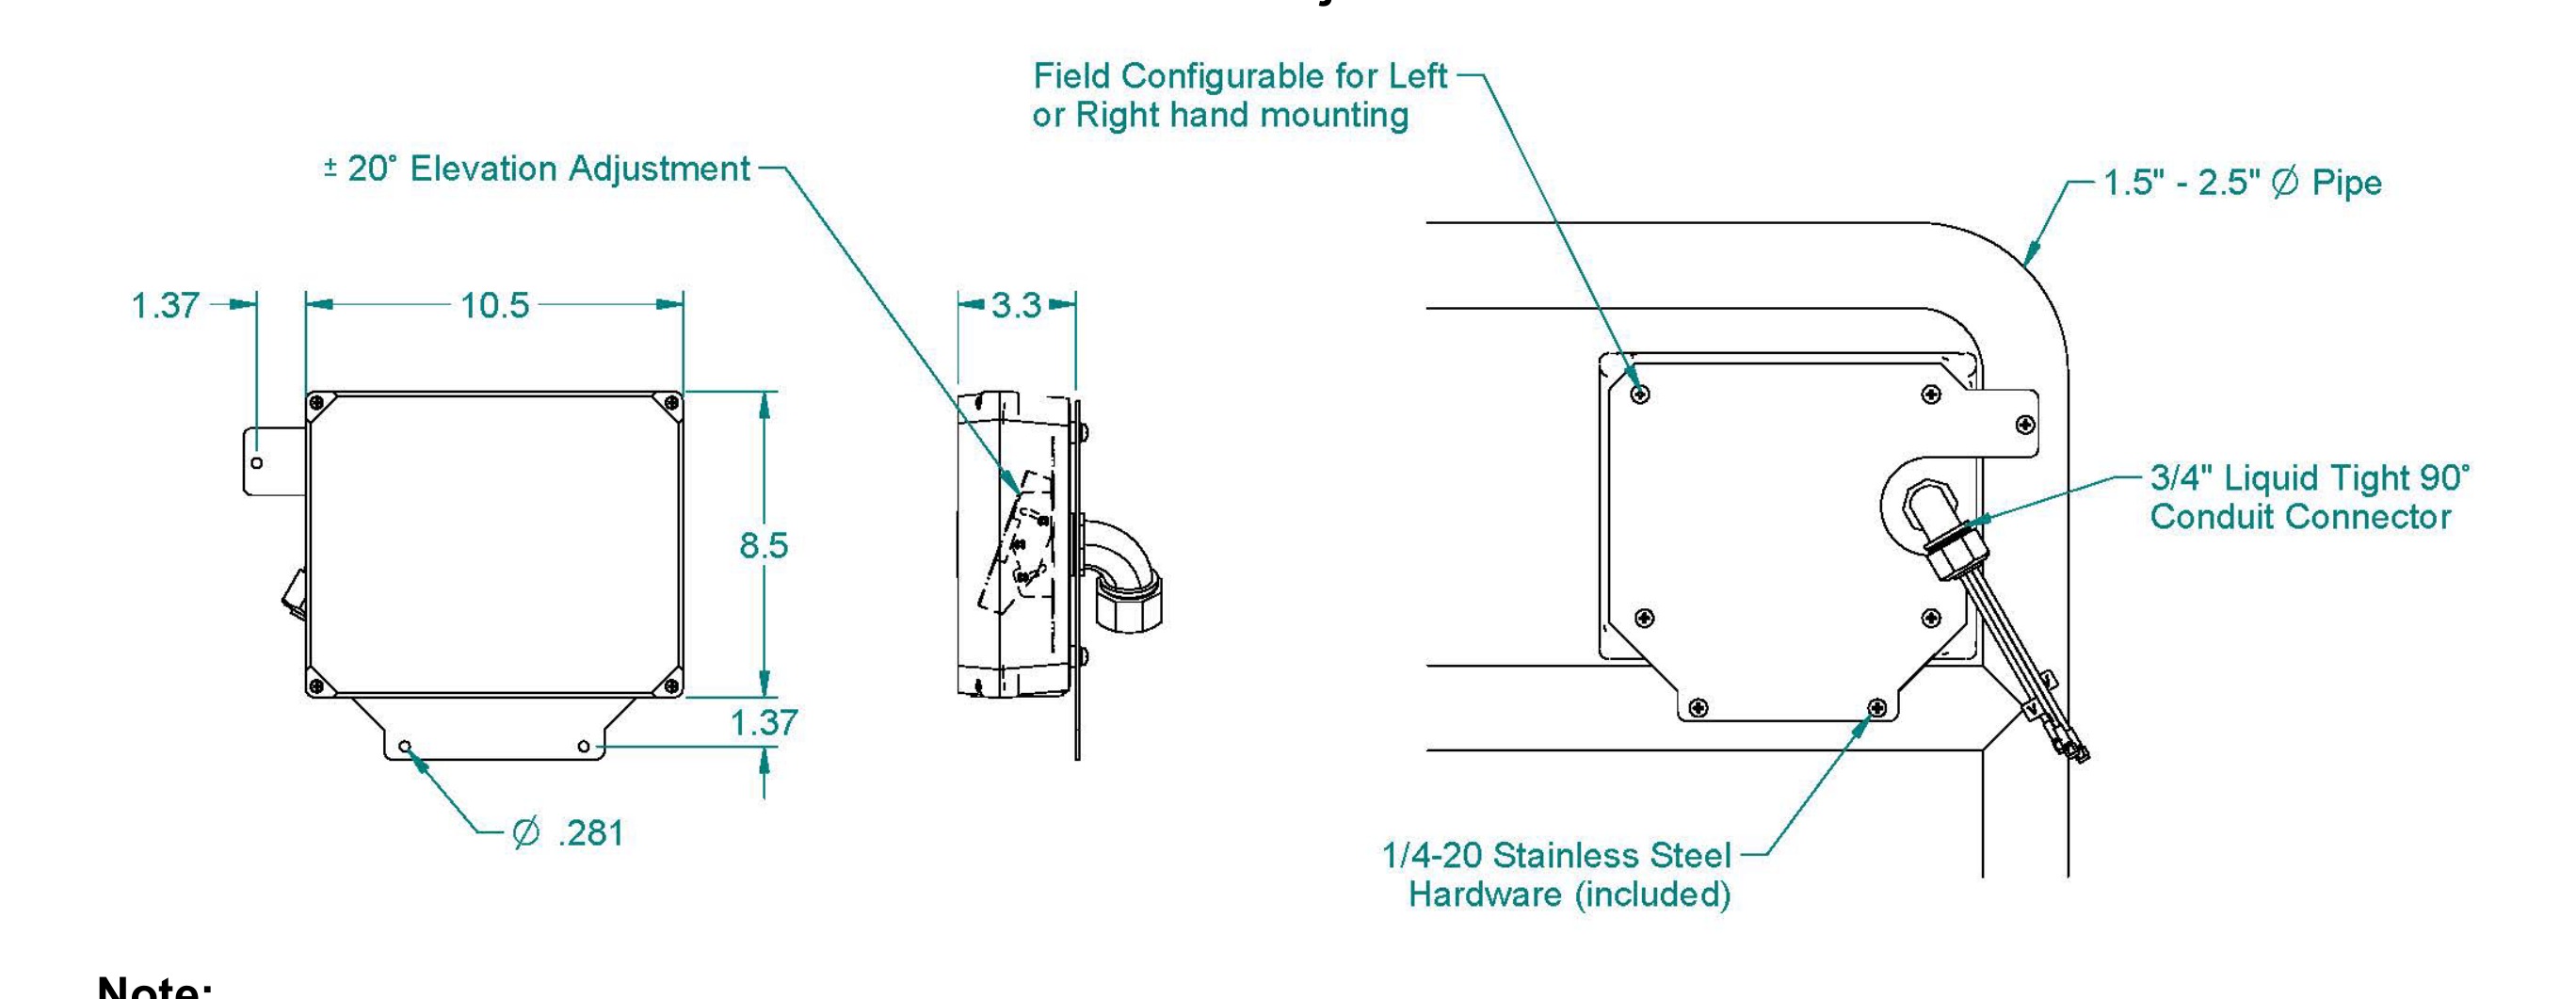 Field Configurable for Left
or Right hand mounting
± 20° Elevation Adjustment
1.5" - 2.5" ∅ Pipe
1.37
10.5
3.3
3/4" Liquid Tight 90°
Conduit Connector
8.5
1.37
∅ .281
1/4-20 Stainless Steel
Hardware (included)
Note: